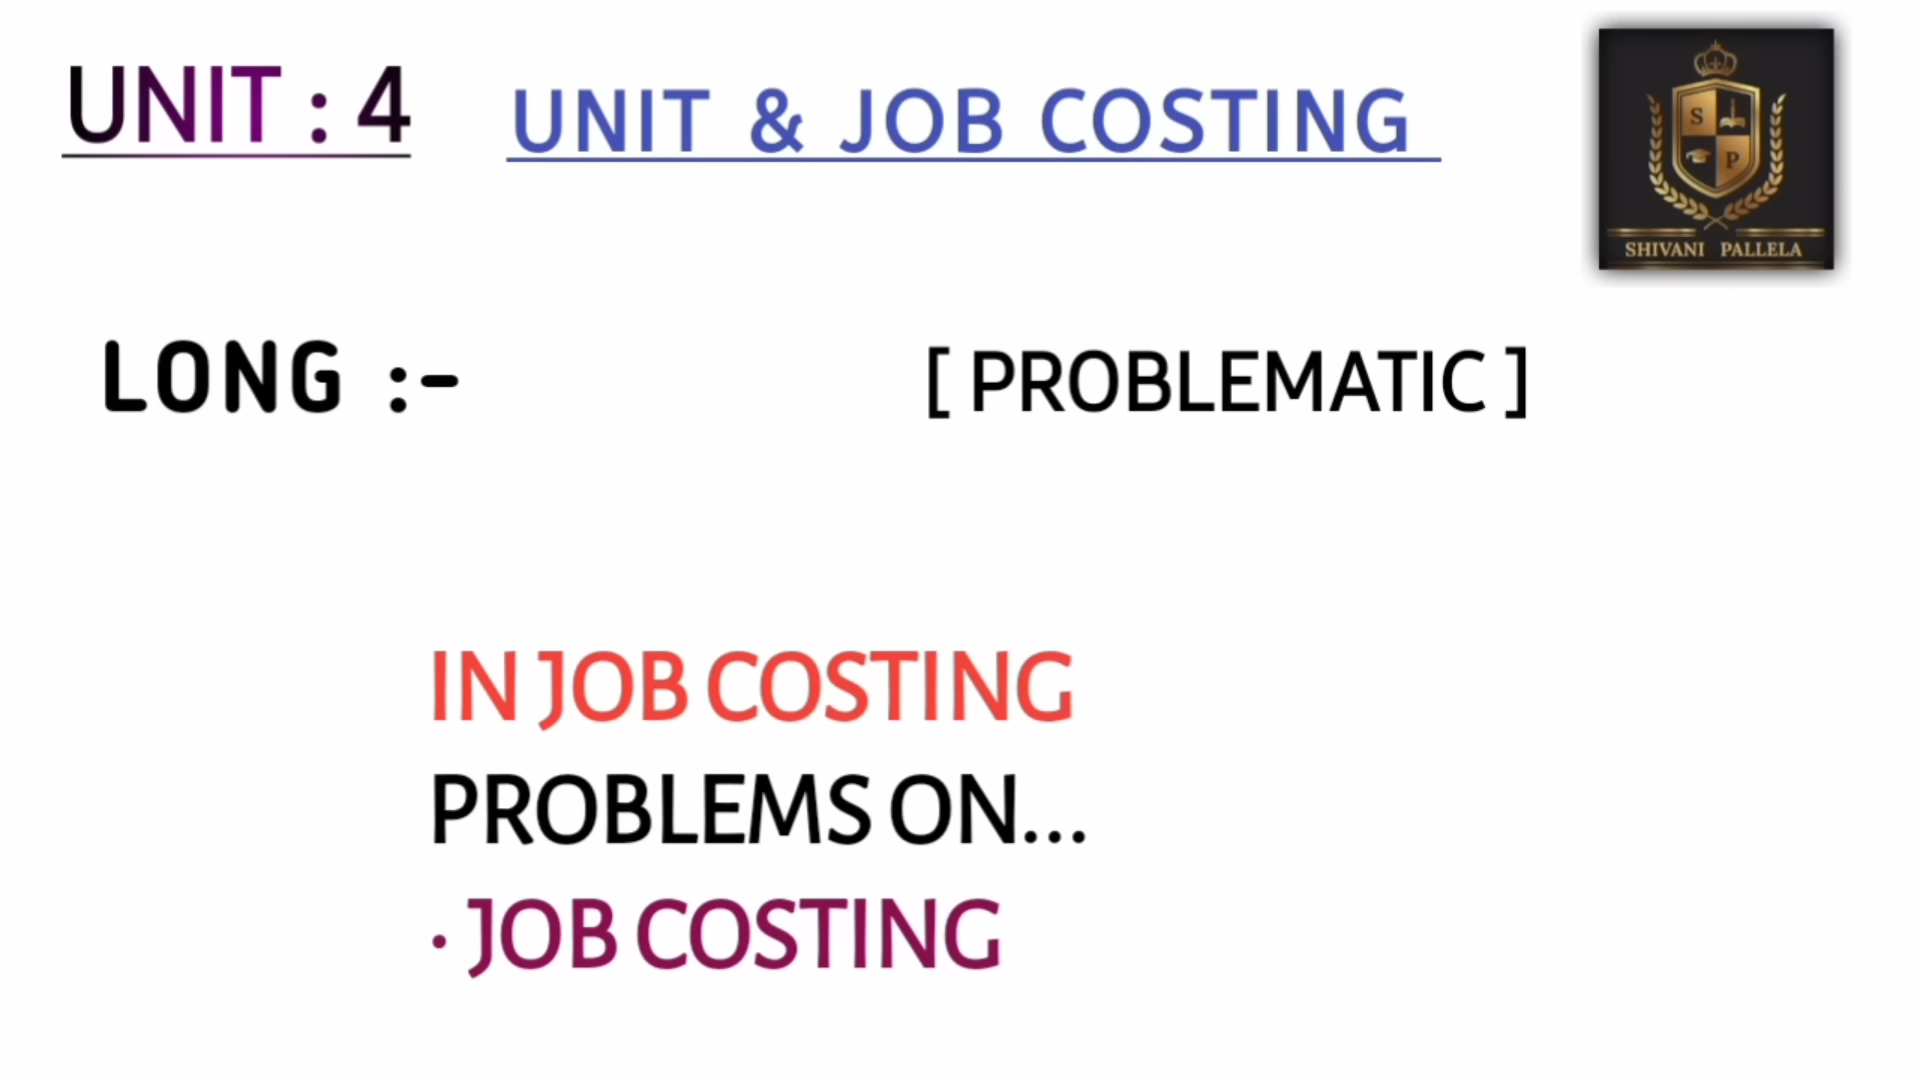 UNIT : 4
UNIT & JOB COSTING
S
P
SHIVANI PALLELA
LONG :-
[ PROBLEMATIC ]
IN JOB COSTING
PROBLEMS ON...
• JOB COSTING